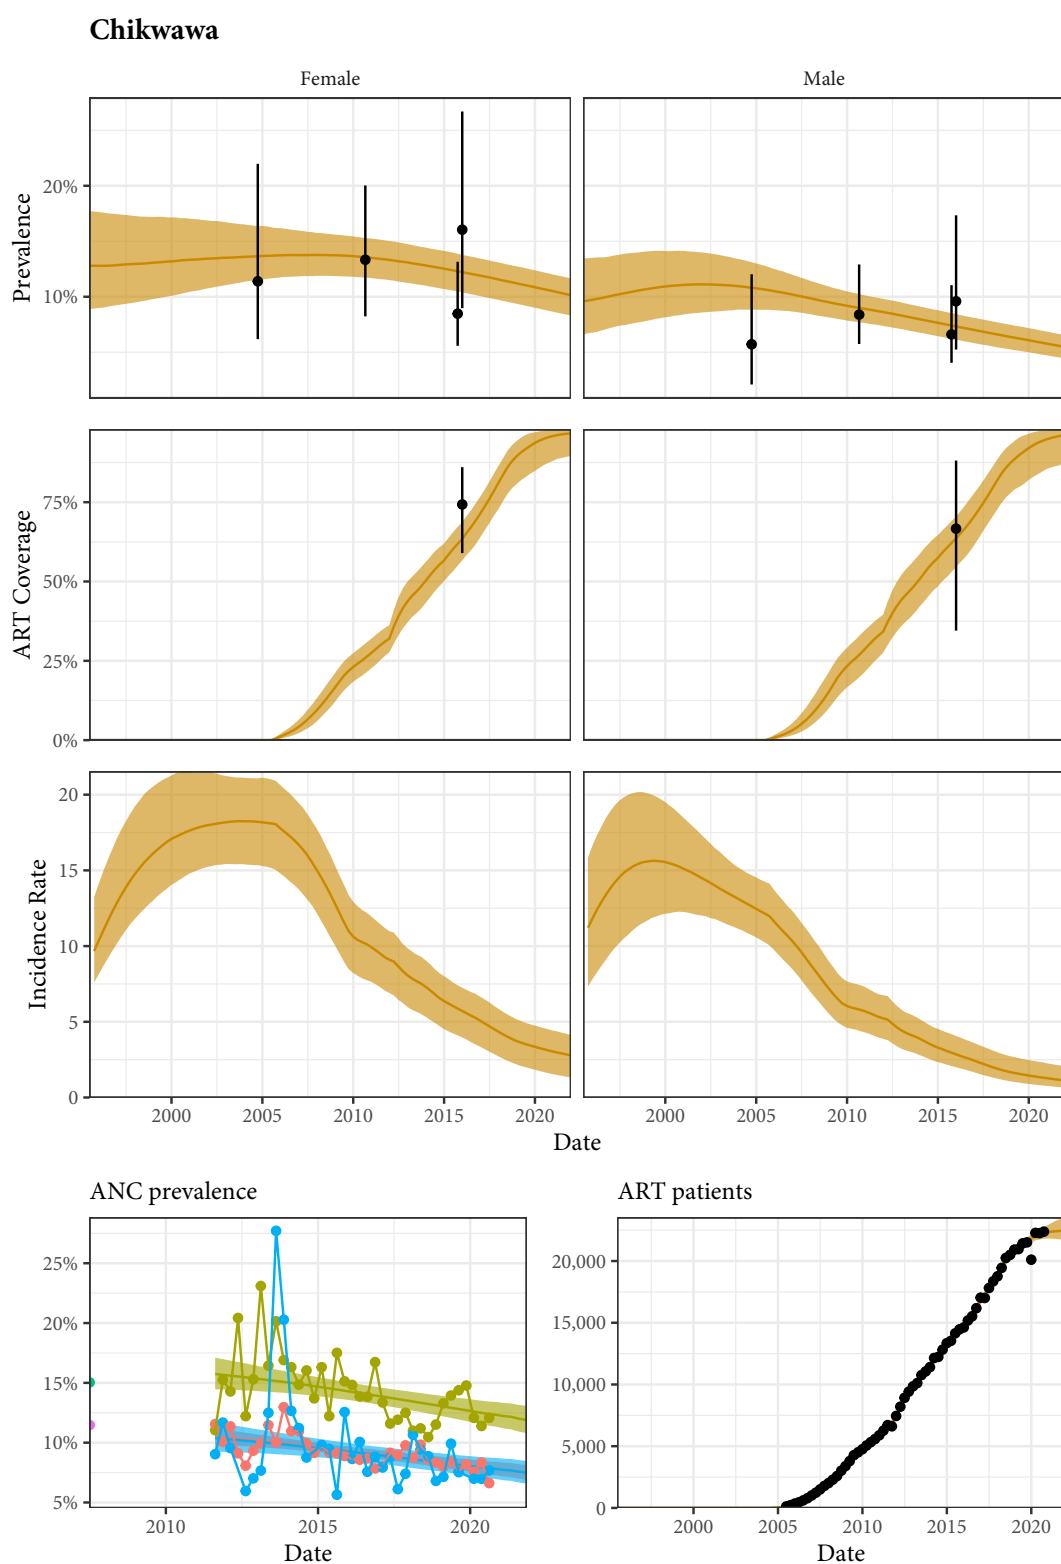 Chikwawa
Female
Male
Prevalence
20%
10%
ART Coverage
75%
50%
25%
0%
Incidence Rate
20
15
10
5
0
2000 2005 2010 2015 2020
2000 2005 2010 2015 2020
Date
ANC prevalence
ART patients
25%
20%
15%
10%
5%
20,000
15,000
10,000
5,000
0
2010 2015 2020
2000 2005 2010 2015 2020
Date
Date